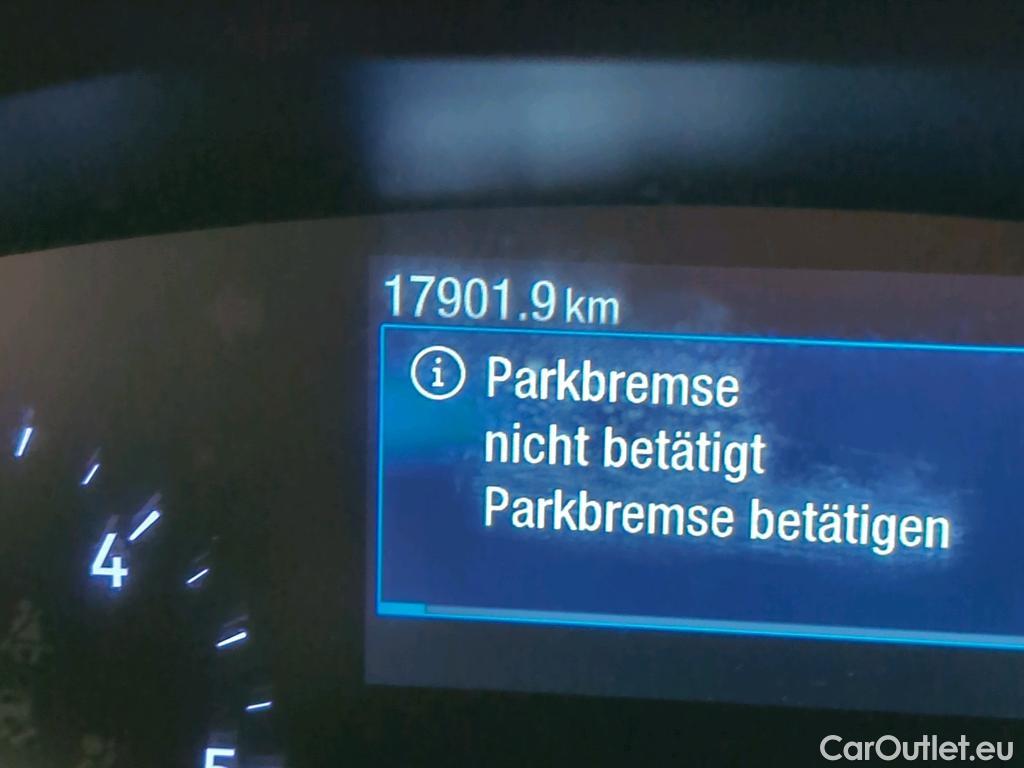 17901.9 km
i Parkbremse
nicht betätigt
Parkbremse betätigen
4
5
CarOutlet.eu